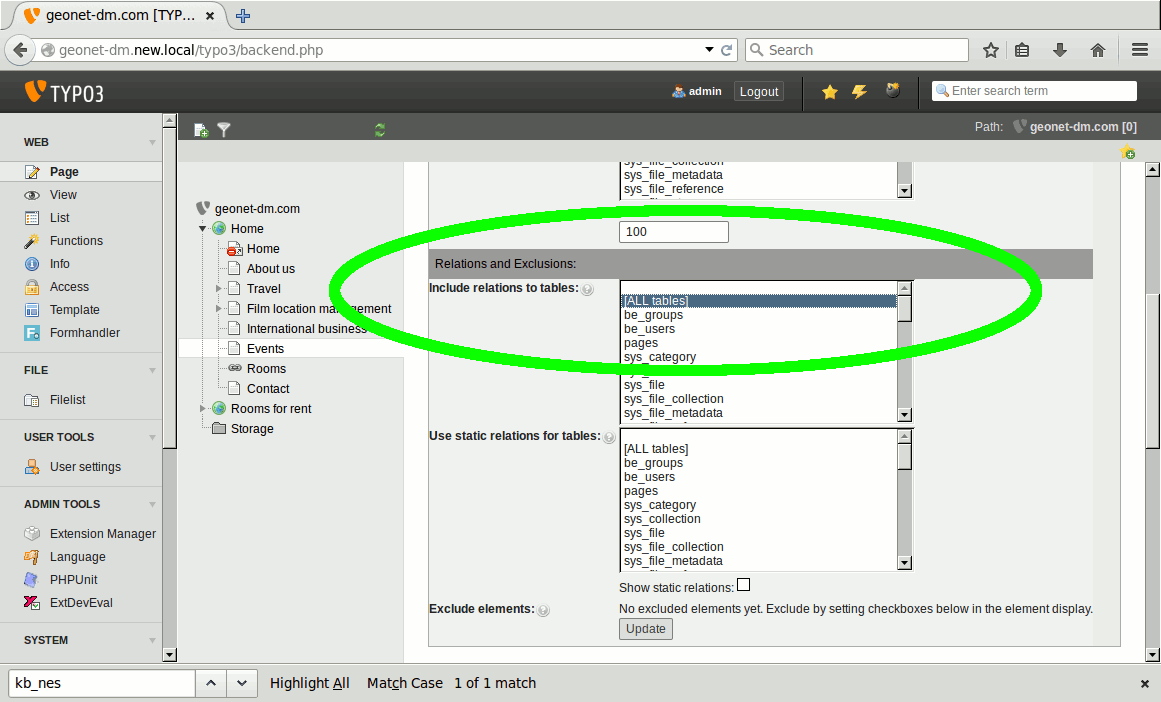 geonet-dm.com [TYP...
geonet-dm.new.local/typo3/backend.php
Search
TYPO3
admin
Logout
Enter search term
Path: geonet-dm.com [0]
WEB
Page
View
List
Functions
Info
Access
Template
Formhandler
FILE
Filelist
USER TOOLS
User settings
ADMIN TOOLS
Extension Manager
Language
PHPUnit
ExtDevEval
SYSTEM
geonet-dm.com
Home
Home
About us
Travel
Film location management
International business
Events
Rooms
Contact
Rooms for rent
Storage
sys_file_collection
sys_file_metadata
sys_file_reference
100
Relations and Exclusions:
Include relations to tables:
[ALL tables]
be_groups
be_users
pages
sys_category
sys_file
sys_file_collection
sys_file_metadata
Use static relations for tables:
[ALL tables]
be_groups
be_users
pages
sys_category
sys_collection
sys_file
sys_file_collection
sys_file_metadata
Show static relations:
Exclude elements:
No excluded elements yet. Exclude by setting checkboxes below in the element display.
Update
kb_nes
Highlight All
Match Case
1 of 1 match